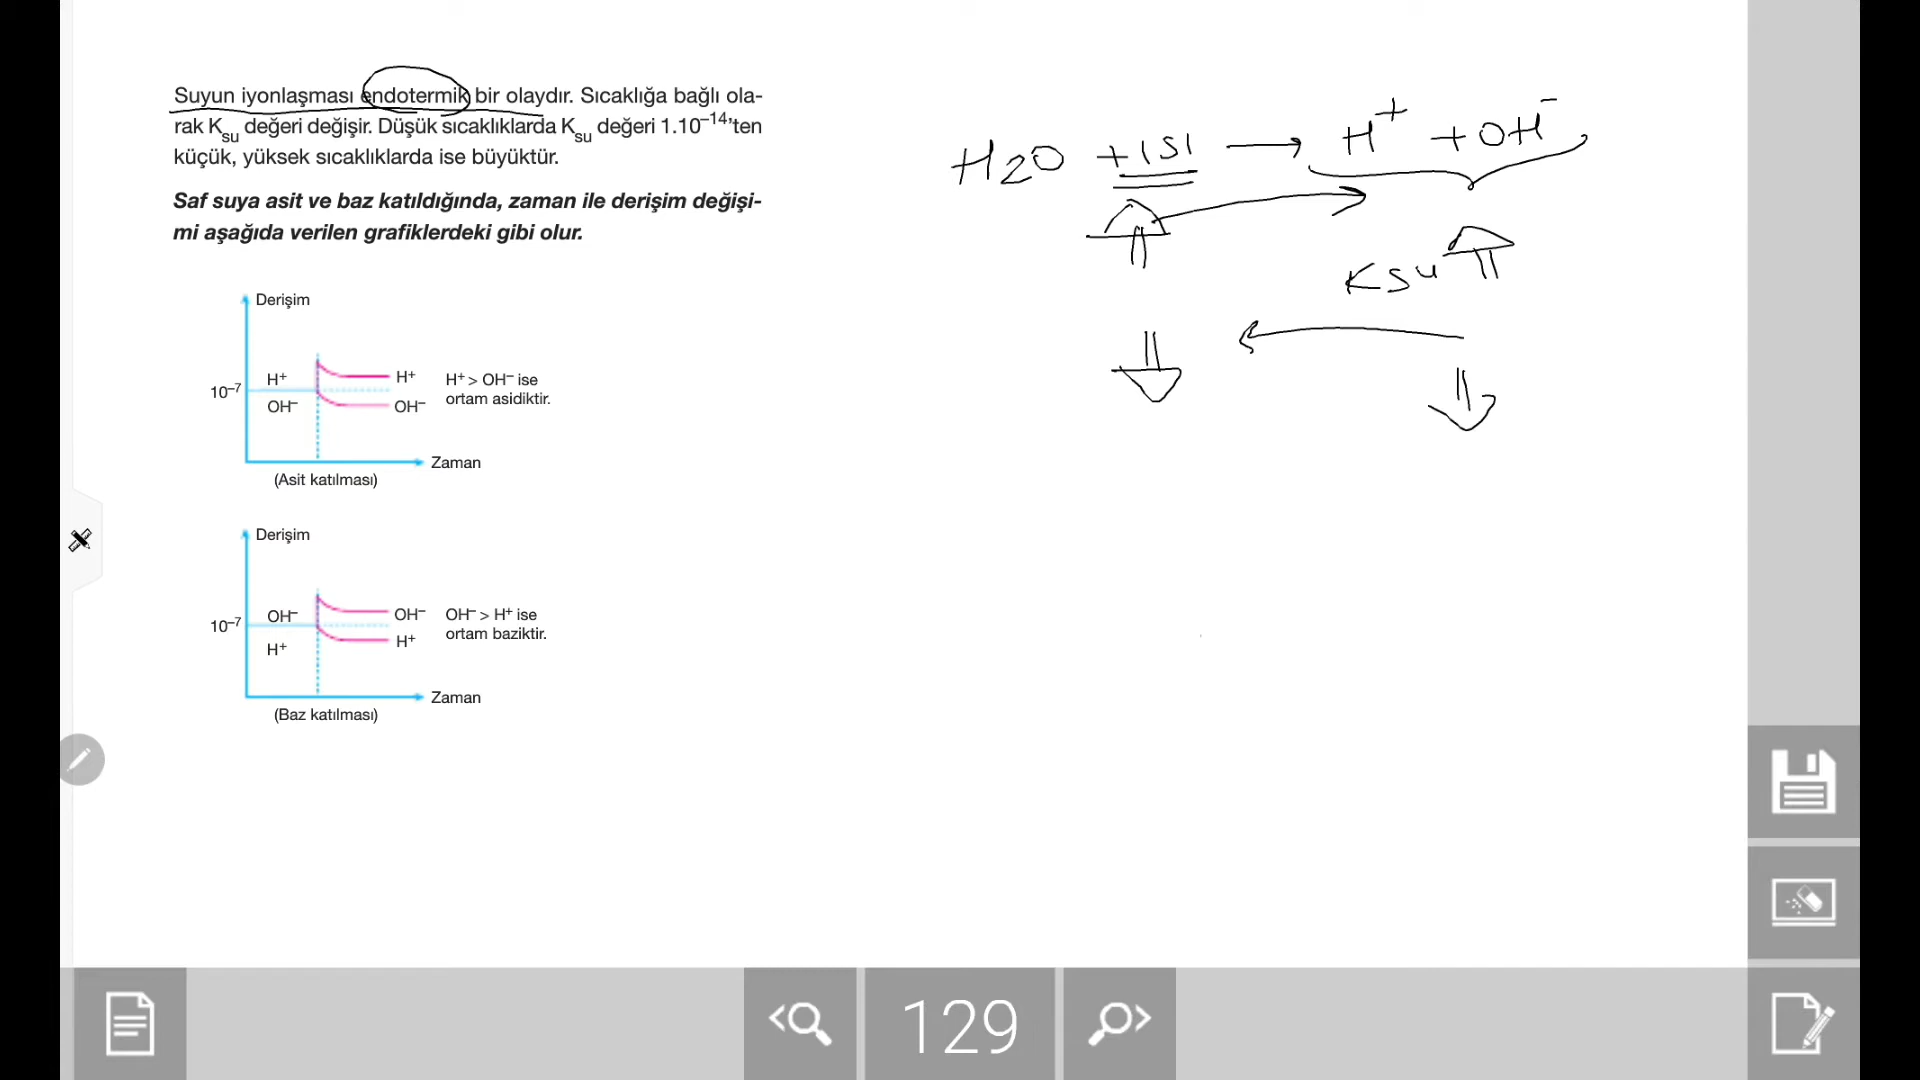 Suyun iyonlaşması endotermik bir olaydır. Sıcaklığa bağlı ola-
rak Ksu değeri değişir. Düşük sıcaklıklarda Ksu değeri 1.10–14'ten
küçük, yüksek sıcaklıklarda ise büyüktür.
Saf suya asit ve baz katıldığında, zaman ile derişim değişi-
mi aşağıda verilen grafiklerdeki gibi olur.
Derişim
10–7
H+
OH–
H+
OH–
H+ > OH– ise
ortam asidiktir.
Zaman
(Asit katılması)
Derişim
10–7
OH–
H+
OH–
H+
OH– > H+ ise
ortam baziktir.
Zaman
(Baz katılması)
H2O + ISI → H+ + OH–
Ksu
129